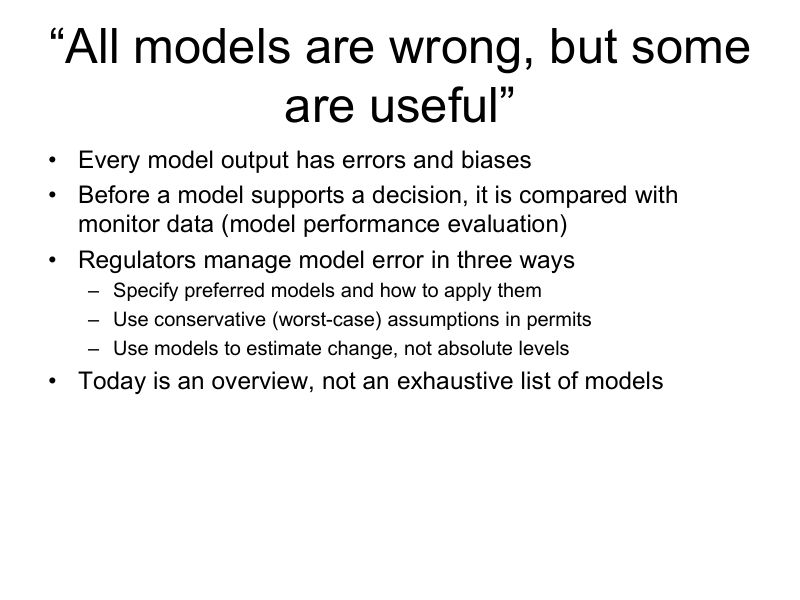 “All models are wrong, but some
are useful”
• Every model output has errors and biases
• Before a model supports a decision, it is compared with
monitor data (model performance evaluation)
• Regulators manage model error in three ways
– Specify preferred models and how to apply them
– Use conservative (worst-case) assumptions in permits
– Use models to estimate change, not absolute levels
• Today is an overview, not an exhaustive list of models